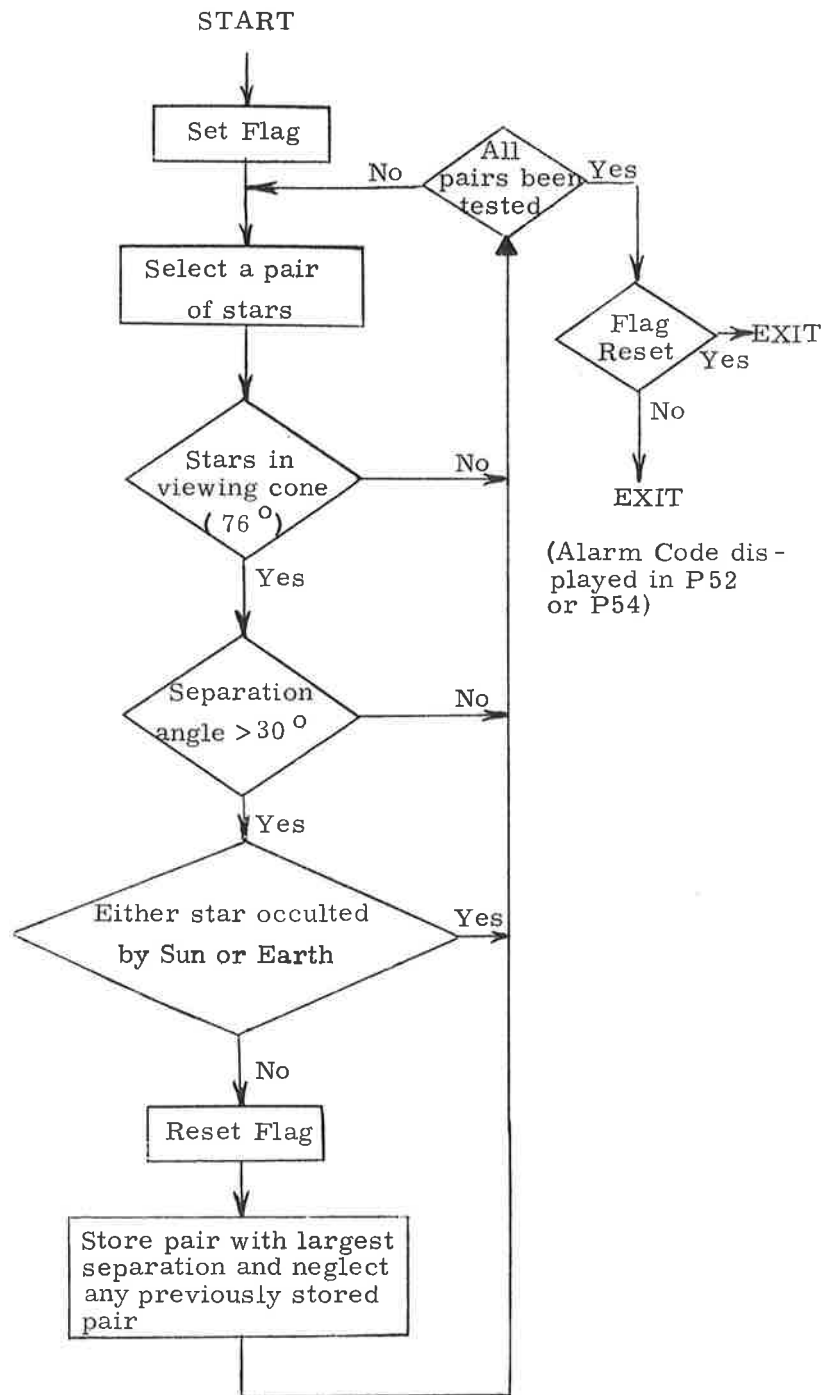 START
Set Flag
No
All
pairs been
tested
Yes
Select a pair
of stars
Flag
Reset
EXIT
Yes
No
EXIT
(Alarm Code dis-
played in P52
or P54)
Stars in
viewing cone
(76°)
No
Yes
Separation
angle > 30°
No
Yes
Either star occulted
by Sun or Earth
Yes
No
Reset Flag
Store pair with largest
separation and neglect
any previously stored
pair